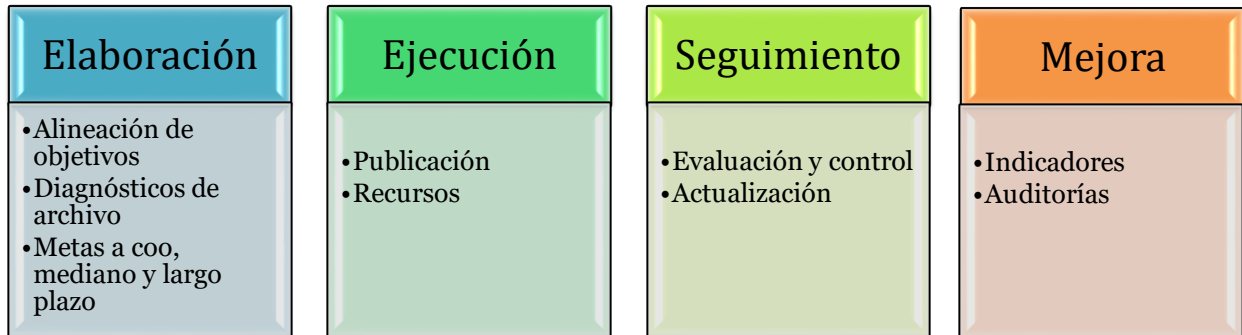 Elaboración
•Alineación de
objetivos
•Diagnósticos de
archivo
•Metas a coo,
mediano y largo
plazo
Ejecución
•Publicación
•Recursos
Seguimiento
•Evaluación y control
•Actualización
Mejora
•Indicadores
•Auditorías